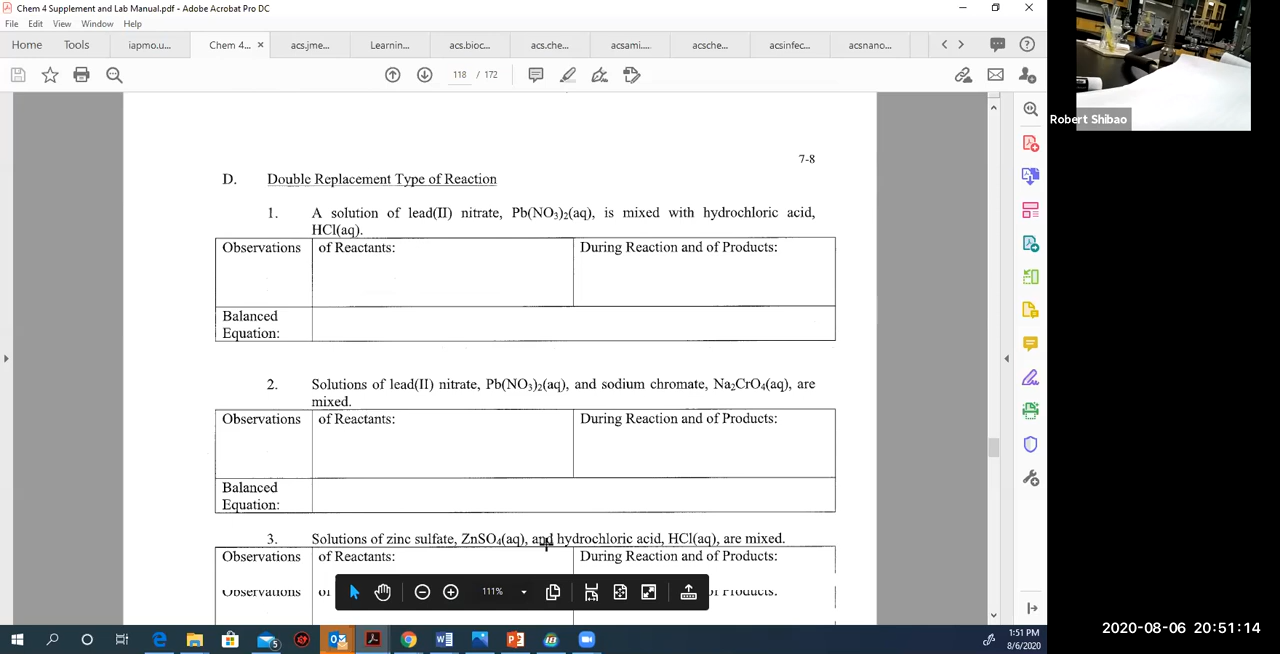 Chem 4 Supplement and Lab Manual.pdf - Adobe Acrobat Pro DC
File Edit View Window Help
Home Tools iapmo.u... Chem 4... × acs.jme... Learnin... acs.bioc... acs.che... acsami.... acsche... acsinfec... acsnano...
118 / 172
Robert Shibao
7-8
D. Double Replacement Type of Reaction
1. A solution of lead(II) nitrate, Pb(NO₃)₂(aq), is mixed with hydrochloric acid,
HCl(aq).
Observations of Reactants: During Reaction and of Products:
Balanced
Equation:
2. Solutions of lead(II) nitrate, Pb(NO₃)₂(aq), and sodium chromate, Na₂CrO₄(aq), are
mixed.
Observations of Reactants: During Reaction and of Products:
Balanced
Equation:
3. Solutions of zinc sulfate, ZnSO₄(aq), and hydrochloric acid, HCl(aq), are mixed.
Observations of Reactants: During Reaction and of Products:
111%
5
1:51 PM
8/6/2020
2020-08-06 20:51:14